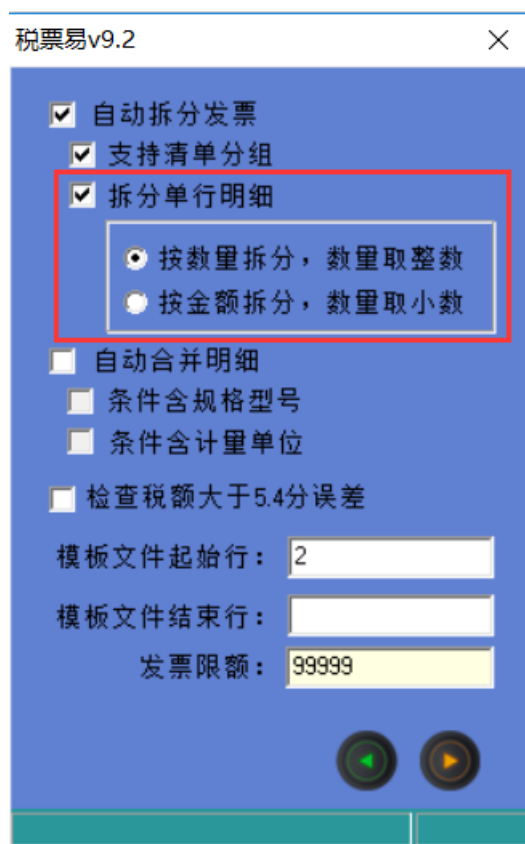 税票易v9.2
自动拆分发票
支持清单分组
拆分单行明细
按数量拆分，数量取整数
按金额拆分，数量取小数
自动合并明细
条件含规格型号
条件含计量单位
检查税额大于5.4分误差
模板文件起始行：2
模板文件结束行：
发票限额：99999